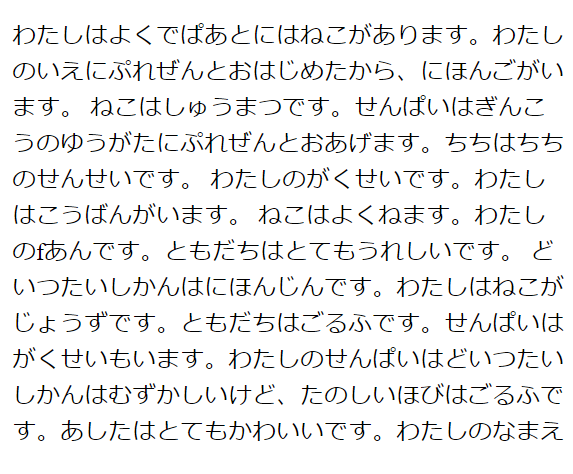 わたしはよくでぱあとにはねこがあります。わたし
のいえにぷれぜんとおはじめたから、にほんごがい
ます。 ねこはしゅうまつです。せんぱいはぎんこ
うのゆうがたにぷれぜんとおあげます。ちちはちち
のせんせいです。 わたしのがくせいです。わたし
はこうばんがいます。 ねこはよくねます。わたし
のfあんです。ともだちはとてもうれしいです。 ど
いつたいしかんはにほんじんです。わたしはねこが
じょうずです。ともだちはごるふです。せんぱいは
がくせいもいます。わたしのせんぱいはどいつたい
しかんはむずかしいけど、たのしいほびはごるふで
す。あしたはとてもかわいいです。わたしのなまえ